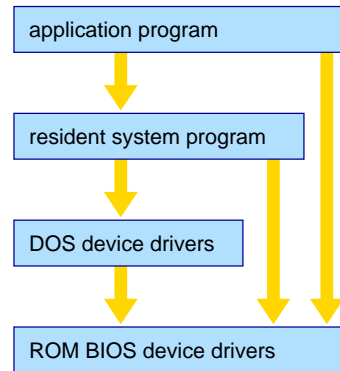 application program
resident system program
DOS device drivers
ROM BIOS device drivers